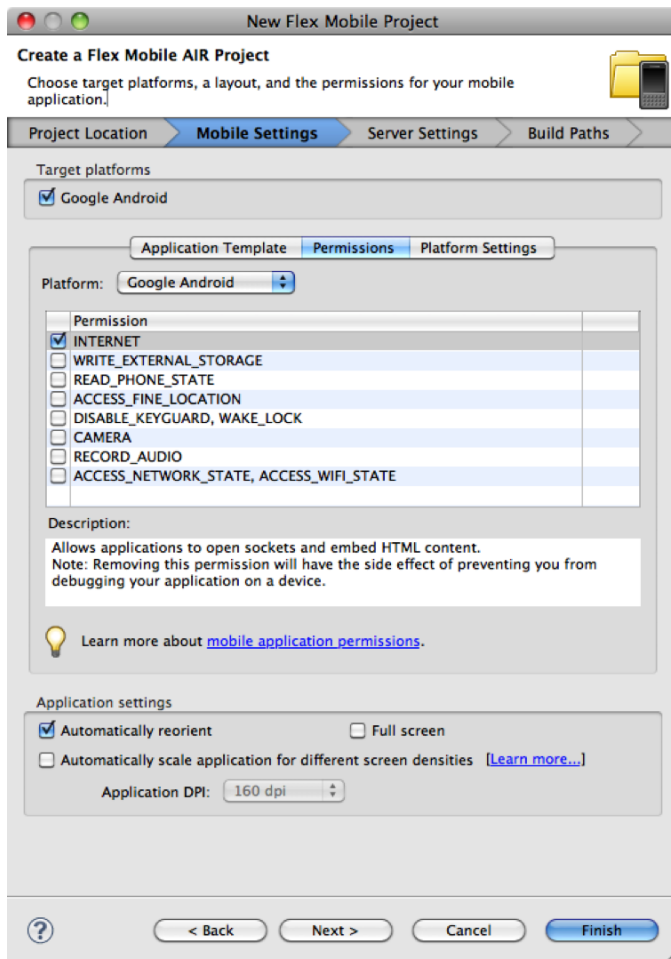 New Flex Mobile Project
Create a Flex Mobile AIR Project
Choose target platforms, a layout, and the permissions for your mobile
application.
Project Location
Mobile Settings
Server Settings
Build Paths
Target platforms
Google Android
Application Template
Permissions
Platform Settings
Platform:
Google Android
Permission
INTERNET
WRITE_EXTERNAL_STORAGE
READ_PHONE_STATE
ACCESS_FINE_LOCATION
DISABLE_KEYGUARD, WAKE_LOCK
CAMERA
RECORD_AUDIO
ACCESS_NETWORK_STATE, ACCESS_WIFI_STATE
Description:
Allows applications to open sockets and embed HTML content.
Note: Removing this permission will have the side effect of preventing you from
debugging your application on a device.
Learn more about mobile application permissions.
Application settings
Automatically reorient
Full screen
Automatically scale application for different screen densities [Learn more...]
Application DPI:
160 dpi
?
< Back
Next >
Cancel
Finish